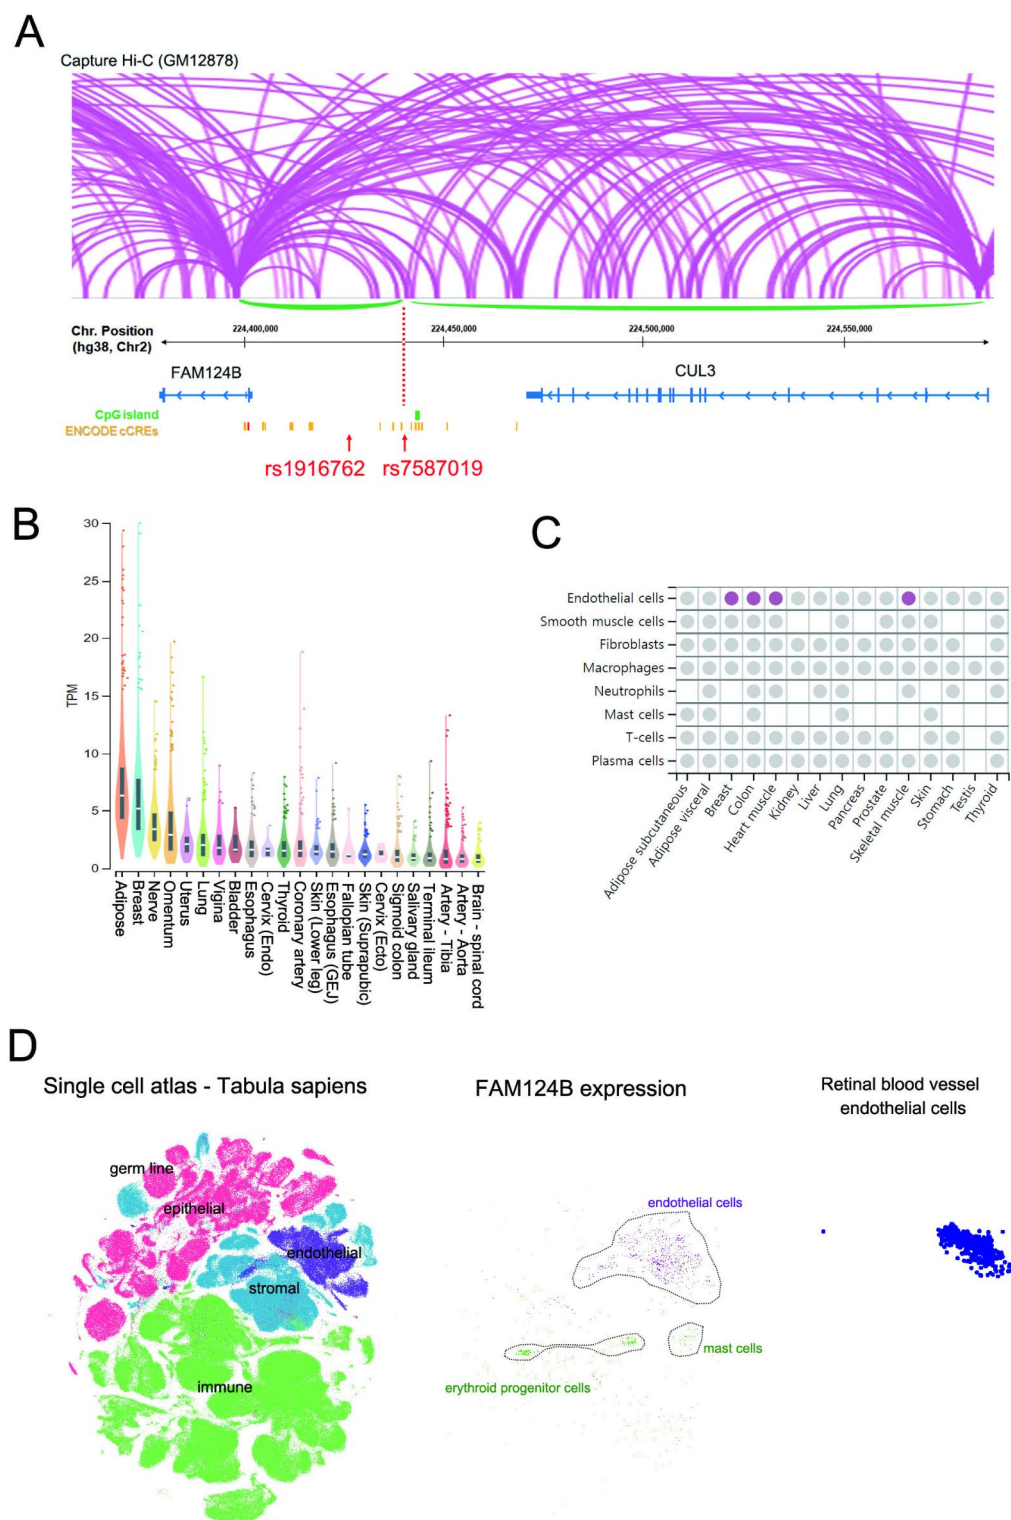 A
Capture Hi-C (GM12878)
Chr. Position
(hg38, Chr2)
224,400,000
224,450,000
224,500,000
224,550,000
FAM124B
CUL3
CpG island
ENCODE cCREs
rs1916762
rs7587019
B
TPM
30
25
20
15
10
5
0
Adipose
Breast
Nerve
Omentum
Uterus
Lung
Vigina
Bladder
Esophagus
Cervix (Endo)
Thyroid
Coronary artery
Skin (Lower leg)
Esophagus (GEJ)
Fallopian tube
Skin (Suprapubic)
Cervix (Ecto)
Sigmoid colon
Salivary gland
Terminal ileum
Artery - Tibia
Artery - Aorta
Brain - spinal cord
C
Endothelial cells
Smooth muscle cells
Fibroblasts
Macrophages
Neutrophils
Mast cells
T-cells
Plasma cells
Adipose subcutaneous
Adipose visceral
Breast
Colon
Heart muscle
Kidney
Liver
Lung
Pancreas
Prostate
Skeletal muscle
Skin
Stomach
Testis
Thyroid
D
Single cell atlas - Tabula sapiens
germ line
epithelial
endothelial
stromal
immune
FAM124B expression
endothelial cells
mast cells
erythroid progenitor cells
Retinal blood vessel
endothelial cells